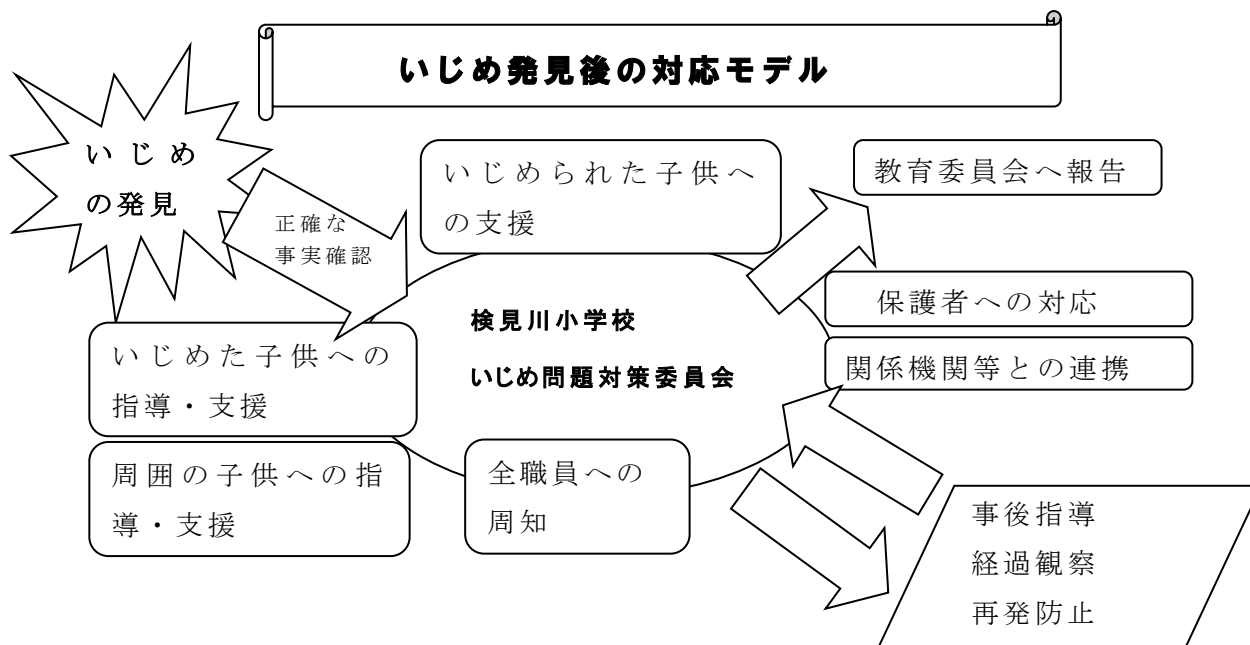 いじめ発見後の対応モデル
いじめ
の発見
正確な
事実確認
いじめられた子供へ
の支援
教育委員会へ報告
保護者への対応
関係機関等との連携
検見川小学校
いじめ問題対策委員会
いじめた子供への
指導・支援
周囲の子供への指
導・支援
全職員への
周知
事後指導
経過観察
再発防止